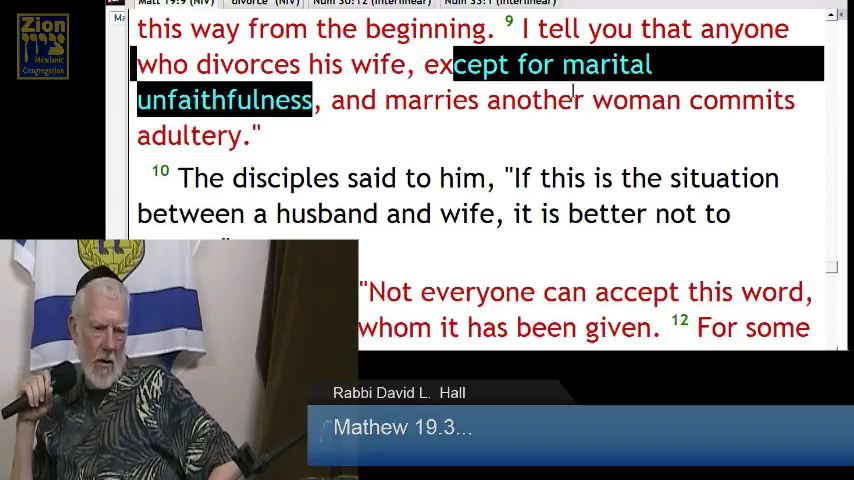 Matt 19:9 (NIV) divorce (NIV) Num 30:12 (Interlinear) Num 33:1 (Interlinear)
Zion
Messianic
Congregation
this way from the beginning. 9 I tell you that anyone
who divorces his wife, except for marital
unfaithfulness, and marries another woman commits
adultery."
10 The disciples said to him, "If this is the situation
between a husband and wife, it is better not to
"Not everyone can accept this word,
whom it has been given. 12 For some
Rabbi David L. Hall
Mathew 19.3...